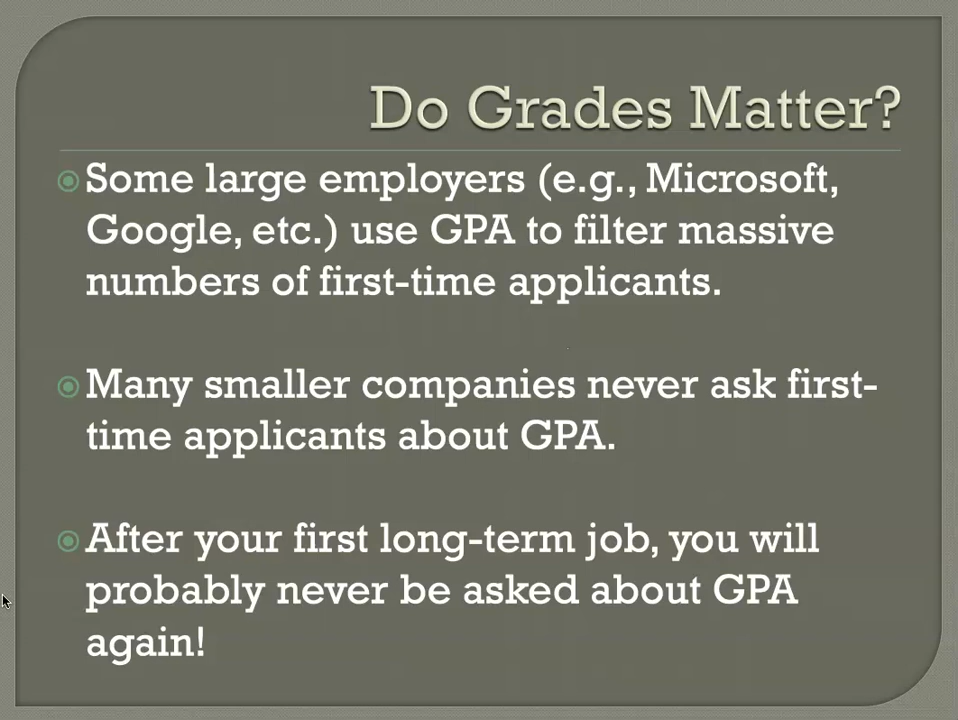 Do Grades Matter?
Some large employers (e.g., Microsoft,
Google, etc.) use GPA to filter massive
numbers of first-time applicants.
Many smaller companies never ask first-
time applicants about GPA.
After your first long-term job, you will
probably never be asked about GPA
again!